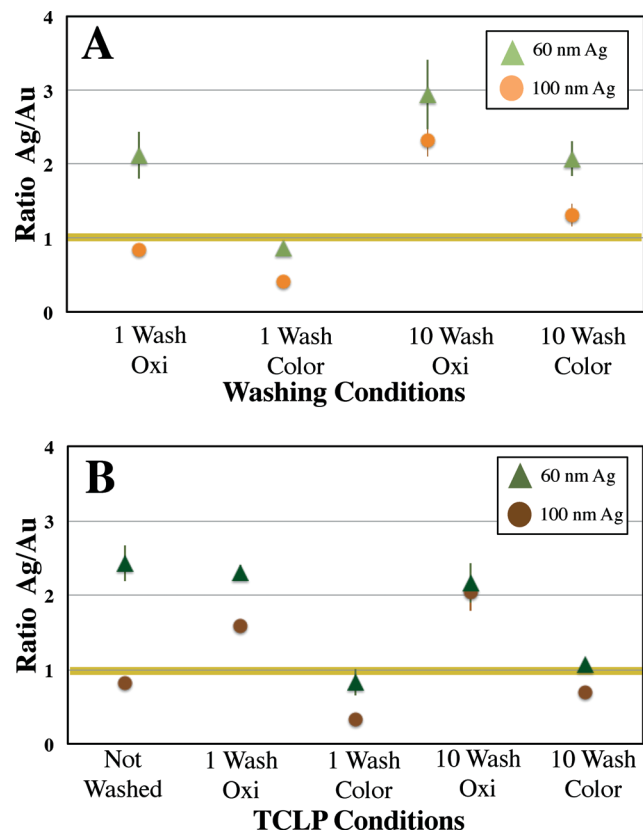 A
4
3
2
1
0
Ratio Ag/Au
60 nm Ag
100 nm Ag
1 Wash Oxi
1 Wash Color
10 Wash Oxi
10 Wash Color
Washing Conditions
B
4
3
2
1
0
Ratio Ag/Au
60 nm Ag
100 nm Ag
Not Washed
1 Wash Oxi
1 Wash Color
10 Wash Oxi
10 Wash Color
TCLP Conditions